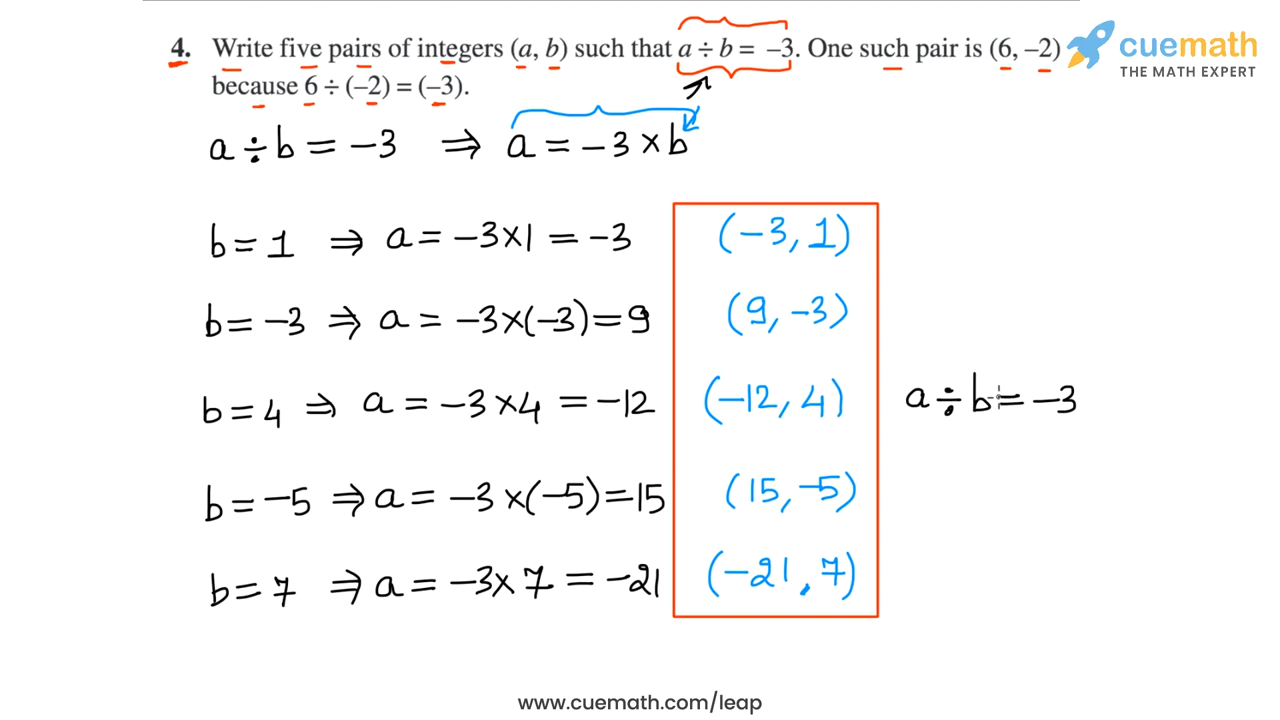 4. Write five pairs of integers (a, b) such that a ÷ b = –3. One such pair is (6, –2)
because 6 ÷ (–2) = (–3).
cuemath
THE MATH EXPERT
a ÷ b = -3 ⇒ a = -3 × b
b = 1 ⇒ a = -3×1 = -3 (-3, 1)
b = -3 ⇒ a = -3×(-3) = 9 (9, -3)
b = 4 ⇒ a = -3×4 = -12 (-12, 4) a ÷ b = -3
b = -5 ⇒ a = -3×(-5) = 15 (15, -5)
b = 7 ⇒ a = -3×7 = -21 (-21, 7)
www.cuemath.com/leap